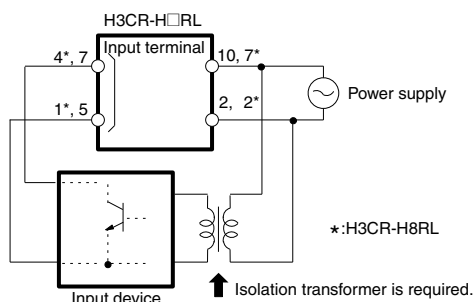 H3CR-H□RL
Input terminal
4*, 7
10, 7*
1*, 5
2, 2*
Power supply
*:H3CR-H8RL
Input device
Isolation transformer is required.